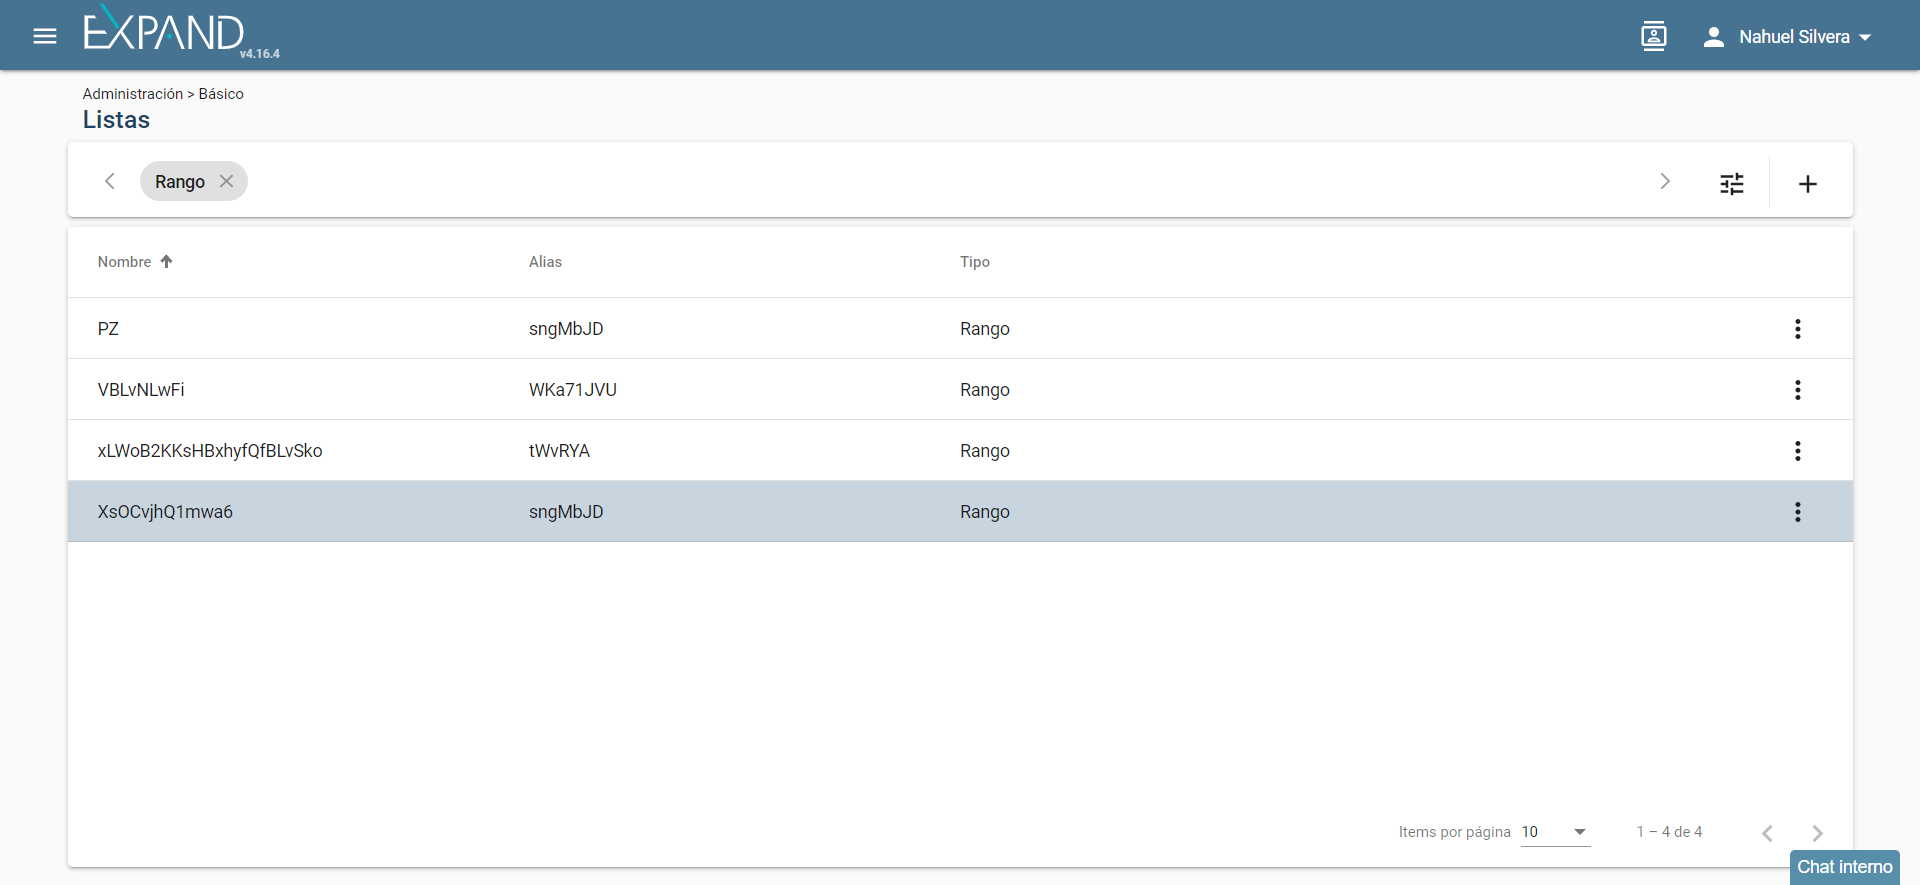 EXPAND v4.16.4
Nahuel Silvera
Administración > Básico
Listas
Rango
Nombre Alias Tipo
PZ sngMbJD Rango
VBLvNLwFi WKa71JVU Rango
xLWoB2KKsHBxhyfQfBLvSko tWvRYA Rango
XsOCvjhQ1mwa6 sngMbJD Rango
Items por página 10 1 – 4 de 4
Chat interno